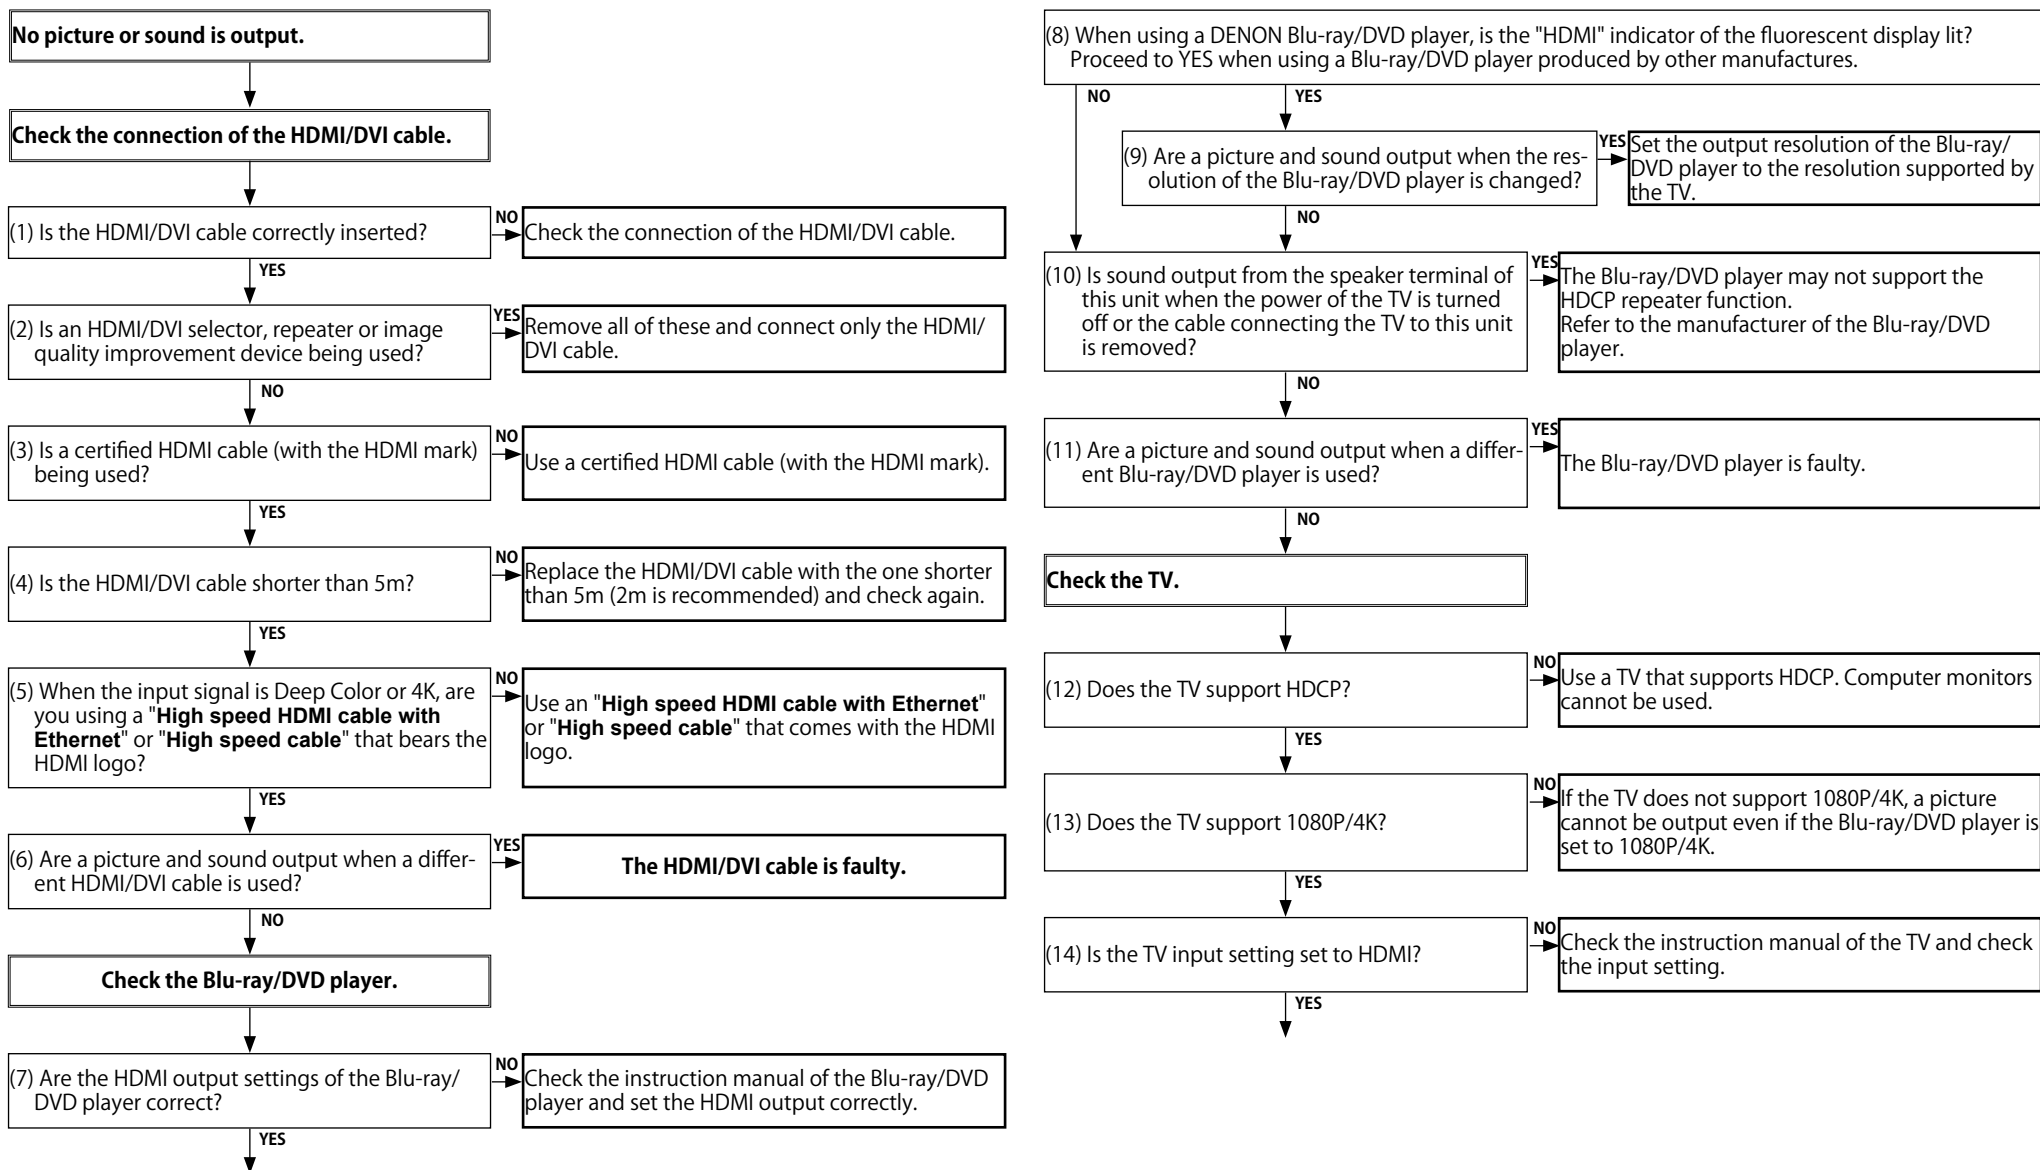 No picture or sound is output.
Check the connection of the HDMI/DVI cable.
(1) Is the HDMI/DVI cable correctly inserted?
NO
Check the connection of the HDMI/DVI cable.
YES
(2) Is an HDMI/DVI selector, repeater or image
quality improvement device being used?
YES
Remove all of these and connect only the HDMI/
DVI cable.
NO
(3) Is a certified HDMI cable (with the HDMI mark)
being used?
NO
Use a certified HDMI cable (with the HDMI mark).
YES
(4) Is the HDMI/DVI cable shorter than 5m?
NO
Replace the HDMI/DVI cable with the one shorter
than 5m (2m is recommended) and check again.
YES
(5) When the input signal is Deep Color or 4K, are
you using a "High speed HDMI cable with
Ethernet" or "High speed cable" that bears the
HDMI logo?
NO
Use an "High speed HDMI cable with Ethernet"
or "High speed cable" that comes with the HDMI
logo.
YES
(6) Are a picture and sound output when a differ-
ent HDMI/DVI cable is used?
YES
The HDMI/DVI cable is faulty.
NO
Check the Blu-ray/DVD player.
(7) Are the HDMI output settings of the Blu-ray/
DVD player correct?
NO
Check the instruction manual of the Blu-ray/DVD
player and set the HDMI output correctly.
YES
(8) When using a DENON Blu-ray/DVD player, is the "HDMI" indicator of the fluorescent display lit?
Proceed to YES when using a Blu-ray/DVD player produced by other manufactures.
NO
YES
(9) Are a picture and sound output when the res-
olution of the Blu-ray/DVD player is changed?
YES
Set the output resolution of the Blu-ray/
DVD player to the resolution supported by
the TV.
NO
(10) Is sound output from the speaker terminal of
this unit when the power of the TV is turned
off or the cable connecting the TV to this unit
is removed?
YES
The Blu-ray/DVD player may not support the
HDCP repeater function.
Refer to the manufacturer of the Blu-ray/DVD
player.
NO
(11) Are a picture and sound output when a differ-
ent Blu-ray/DVD player is used?
YES
The Blu-ray/DVD player is faulty.
NO
Check the TV.
(12) Does the TV support HDCP?
NO
Use a TV that supports HDCP. Computer monitors
cannot be used.
YES
(13) Does the TV support 1080P/4K?
NO
If the TV does not support 1080P/4K, a picture
cannot be output even if the Blu-ray/DVD player is
set to 1080P/4K.
YES
(14) Is the TV input setting set to HDMI?
NO
Check the instruction manual of the TV and check
the input setting.
YES